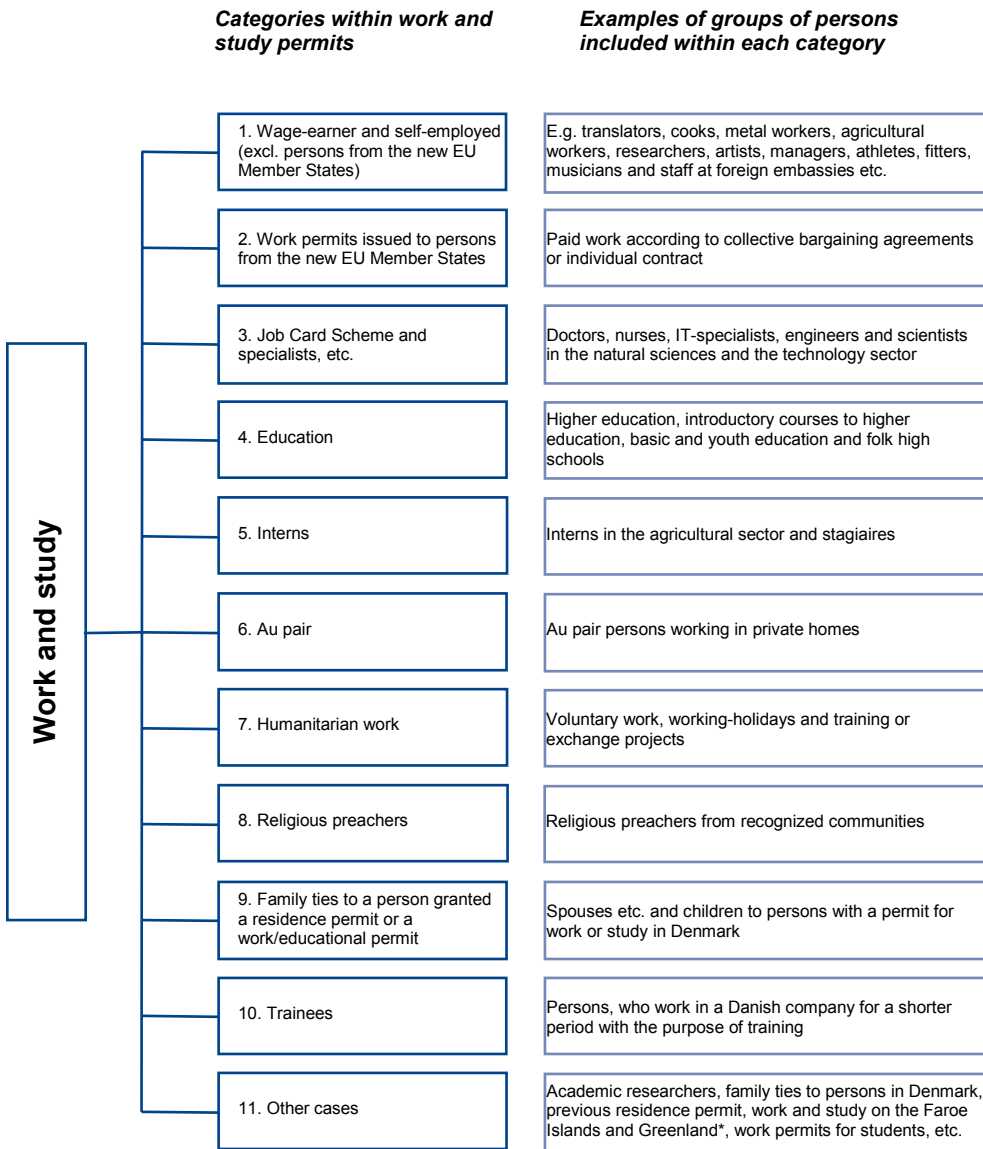 Categories within work and
study permits
Examples of groups of persons
included within each category
Work and study
1. Wage-earner and self-employed
(excl. persons from the new EU
Member States)
E.g. translators, cooks, metal workers, agricultural
workers, researchers, artists, managers, athletes, fitters,
musicians and staff at foreign embassies etc.
2. Work permits issued to persons
from the new EU Member States
Paid work according to collective bargaining agreements
or individual contract
3. Job Card Scheme and
specialists, etc.
Doctors, nurses, IT-specialists, engineers and scientists
in the natural sciences and the technology sector
4. Education
Higher education, introductory courses to higher
education, basic and youth education and folk high
schools
5. Interns
Interns in the agricultural sector and stagiaires
6. Au pair
Au pair persons working in private homes
7. Humanitarian work
Voluntary work, working-holidays and training or
exchange projects
8. Religious preachers
Religious preachers from recognized communities
9. Family ties to a person granted
a residence permit or a
work/educational permit
Spouses etc. and children to persons with a permit for
work or study in Denmark
10. Trainees
Persons, who work in a Danish company for a shorter
period with the purpose of training
11. Other cases
Academic researchers, family ties to persons in Denmark,
previous residence permit, work and study on the Faroe
Islands and Greenland*, work permits for students, etc.